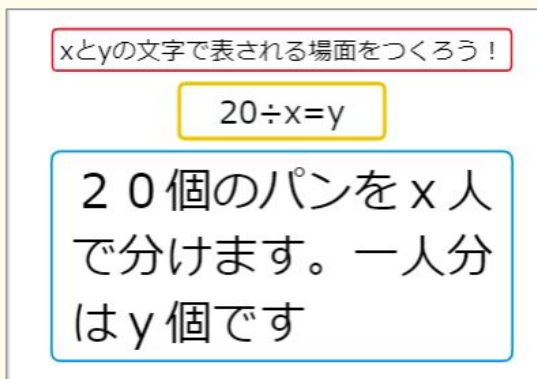 xとyの文字で表される場面をつくろう！
20÷x=y
２０個のパンをｘ人
で分けます。一人分
はｙ個です